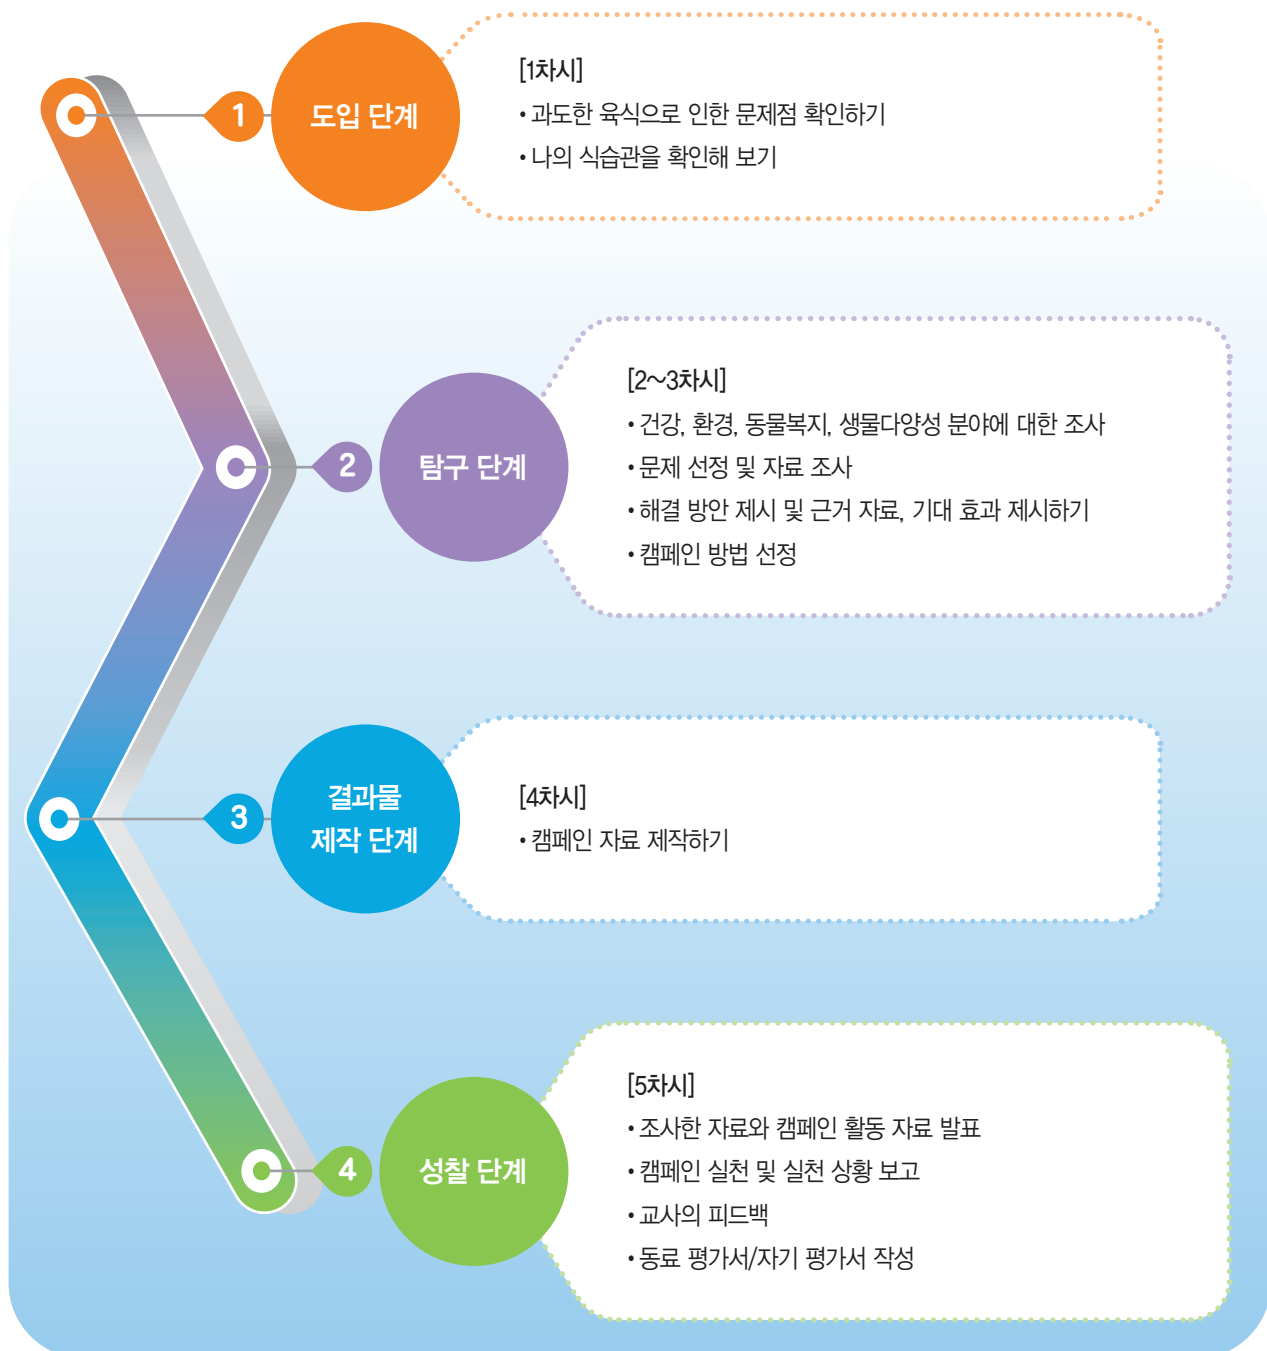 1
도입 단계
[1차시]
• 과도한 육식으로 인한 문제점 확인하기
• 나의 식습관을 확인해 보기
2
탐구 단계
[2~3차시]
• 건강, 환경, 동물복지, 생물다양성 분야에 대한 조사
• 문제 선정 및 자료 조사
• 해결 방안 제시 및 근거 자료, 기대 효과 제시하기
• 캠페인 방법 선정
3
결과물
제작 단계
[4차시]
• 캠페인 자료 제작하기
4
성찰 단계
[5차시]
• 조사한 자료와 캠페인 활동 자료 발표
• 캠페인 실천 및 실천 상황 보고
• 교사의 피드백
• 동료 평가서/자기 평가서 작성